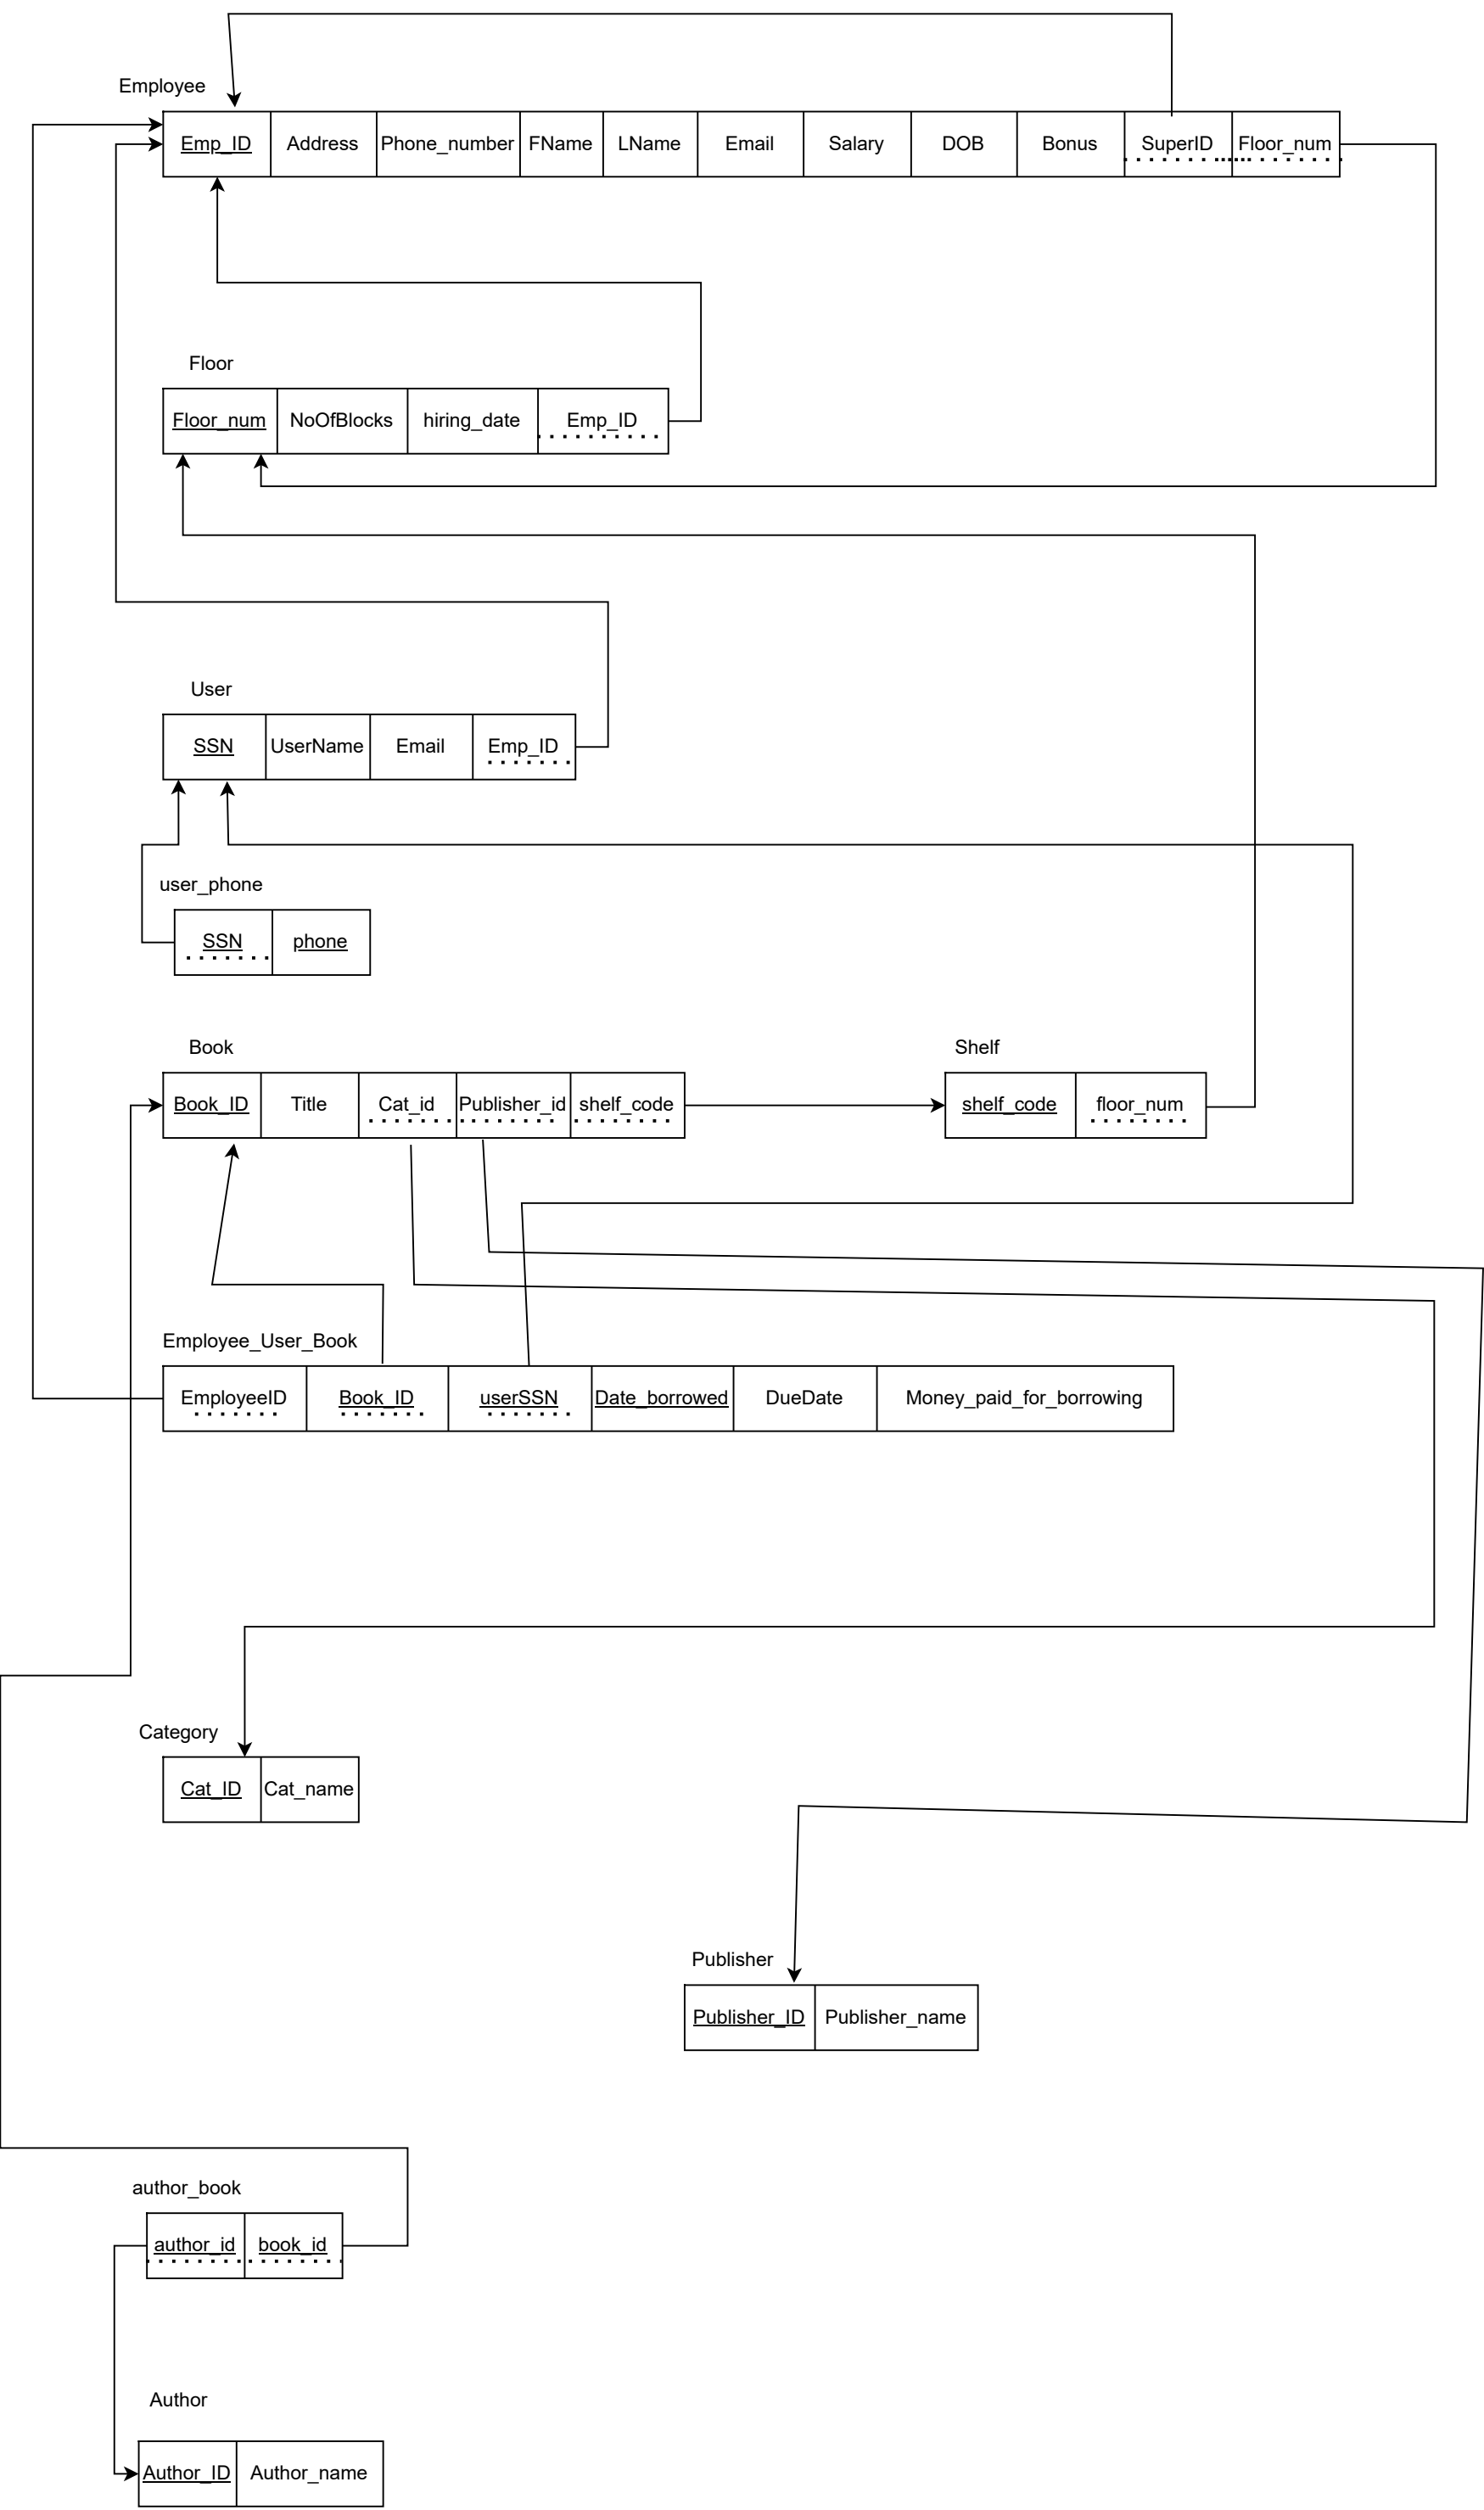 Employee
Emp_ID Address Phone_number FName LName Email Salary DOB Bonus SuperID Floor_num
Floor
Floor_num NoOfBlocks hiring_date Emp_ID
User
SSN UserName Email Emp_ID
user_phone
SSN phone
Book Shelf
Book_ID Title Cat_id Publisher_id shelf_code shelf_code floor_num
Employee_User_Book
EmployeeID Book_ID userSSN Date_borrowed DueDate Money_paid_for_borrowing
Category
Cat_ID Cat_name
Publisher
Publisher_ID Publisher_name
author_book
author_id book_id
Author
Author_ID Author_name